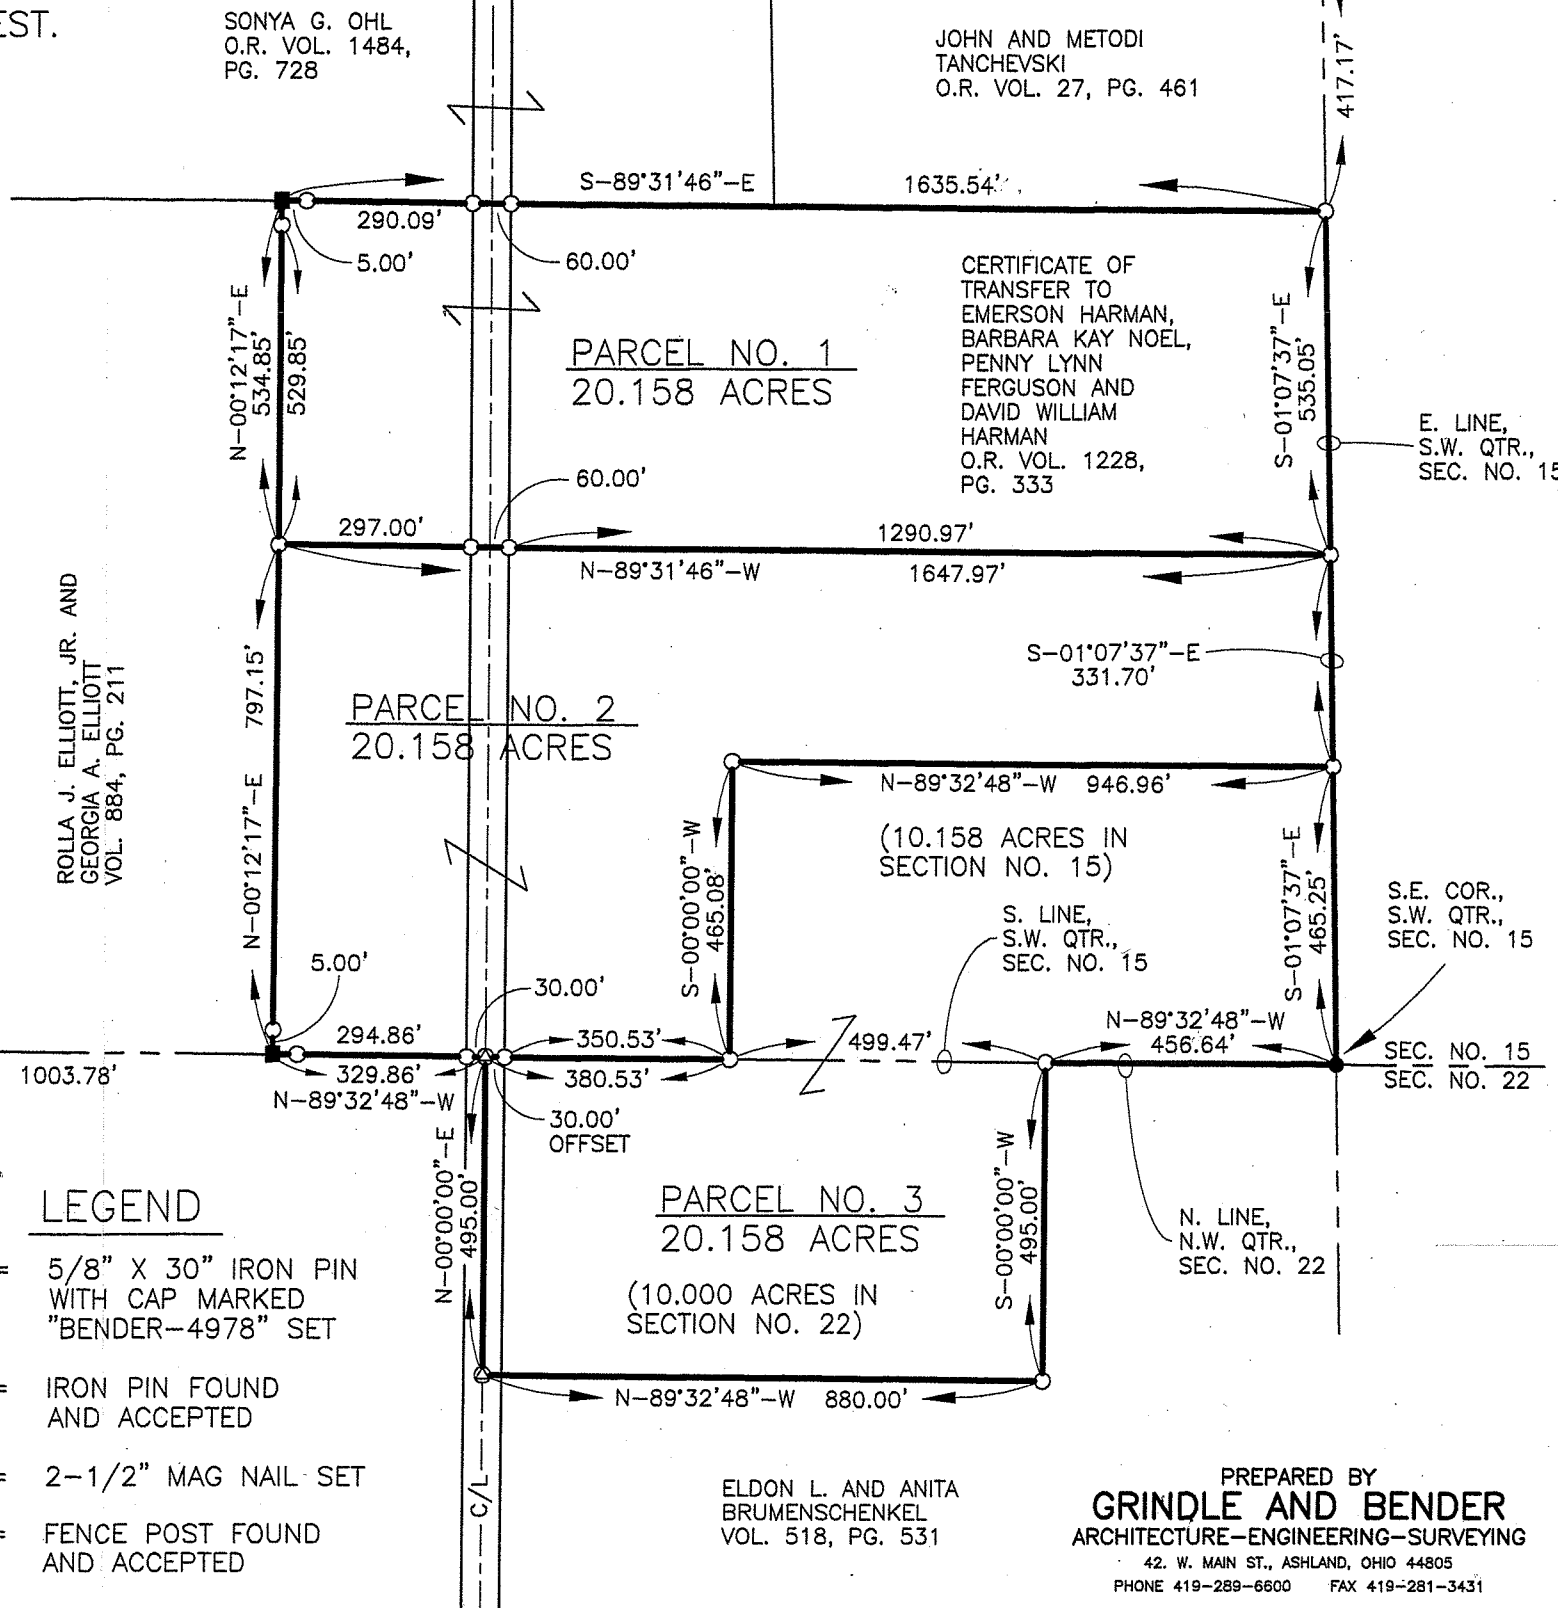 EST.
SONYA G. OHL
O.R. VOL. 1484,
PG. 728
JOHN AND METODI
TANCHEVSKI
O.R. VOL. 27, PG. 461
417.17'
S-89°31'46"-E
1635.54'
290.09'
5.00'
60.00'
N-00°12'17"-E
534.85'
529.85'
PARCEL NO. 1
20.158 ACRES
CERTIFICATE OF
TRANSFER TO
EMERSON HARMAN,
BARBARA KAY NOEL,
PENNY LYNN
FERGUSON AND
DAVID WILLIAM
HARMAN
O.R. VOL. 1228,
PG. 333
S-01°07'37"-E
535.05'
E. LINE,
S.W. QTR.,
SEC. NO. 15
60.00'
297.00'
1290.97'
N-89°31'46"-W
1647.97'
ROLLA J. ELLIOTT, JR. AND
GEORGIA A. ELLIOTT
VOL. 884, PG. 211
N-00°12'17"-E 797.15'
S-01°07'37"-E
331.70'
PARCEL NO. 2
20.158 ACRES
N-89°32'48"-W 946.96'
(10.158 ACRES IN
SECTION NO. 15)
S-00°00'00"-W
465.08'
S-01°07'37"-E
465.25'
S. LINE,
S.W. QTR.,
SEC. NO. 15
S.E. COR.,
S.W. QTR.,
SEC. NO. 15
5.00'
30.00'
294.86'
350.53'
499.47'
N-89°32'48"-W
456.64'
SEC. NO. 15
SEC. NO. 22
1003.78'
329.86'
380.53'
N-89°32'48"-W
30.00'
OFFSET
N-00°00'00"-E
495.00'
S-00°00'00"-W
495.00'
PARCEL NO. 3
20.158 ACRES
(10.000 ACRES IN
SECTION NO. 22)
N. LINE,
N.W. QTR.,
SEC. NO. 22
N-89°32'48"-W 880.00'
LEGEND
= 5/8" X 30" IRON PIN
WITH CAP MARKED
"BENDER-4978" SET
= IRON PIN FOUND
AND ACCEPTED
= 2-1/2" MAG NAIL SET
= FENCE POST FOUND
AND ACCEPTED
C/L
ELDON L. AND ANITA
BRUMENSCHENKEL
VOL. 518, PG. 531
PREPARED BY
GRINDLE AND BENDER
ARCHITECTURE-ENGINEERING-SURVEYING
42. W. MAIN ST., ASHLAND, OHIO 44805
PHONE 419-289-6600 FAX 419-281-3431